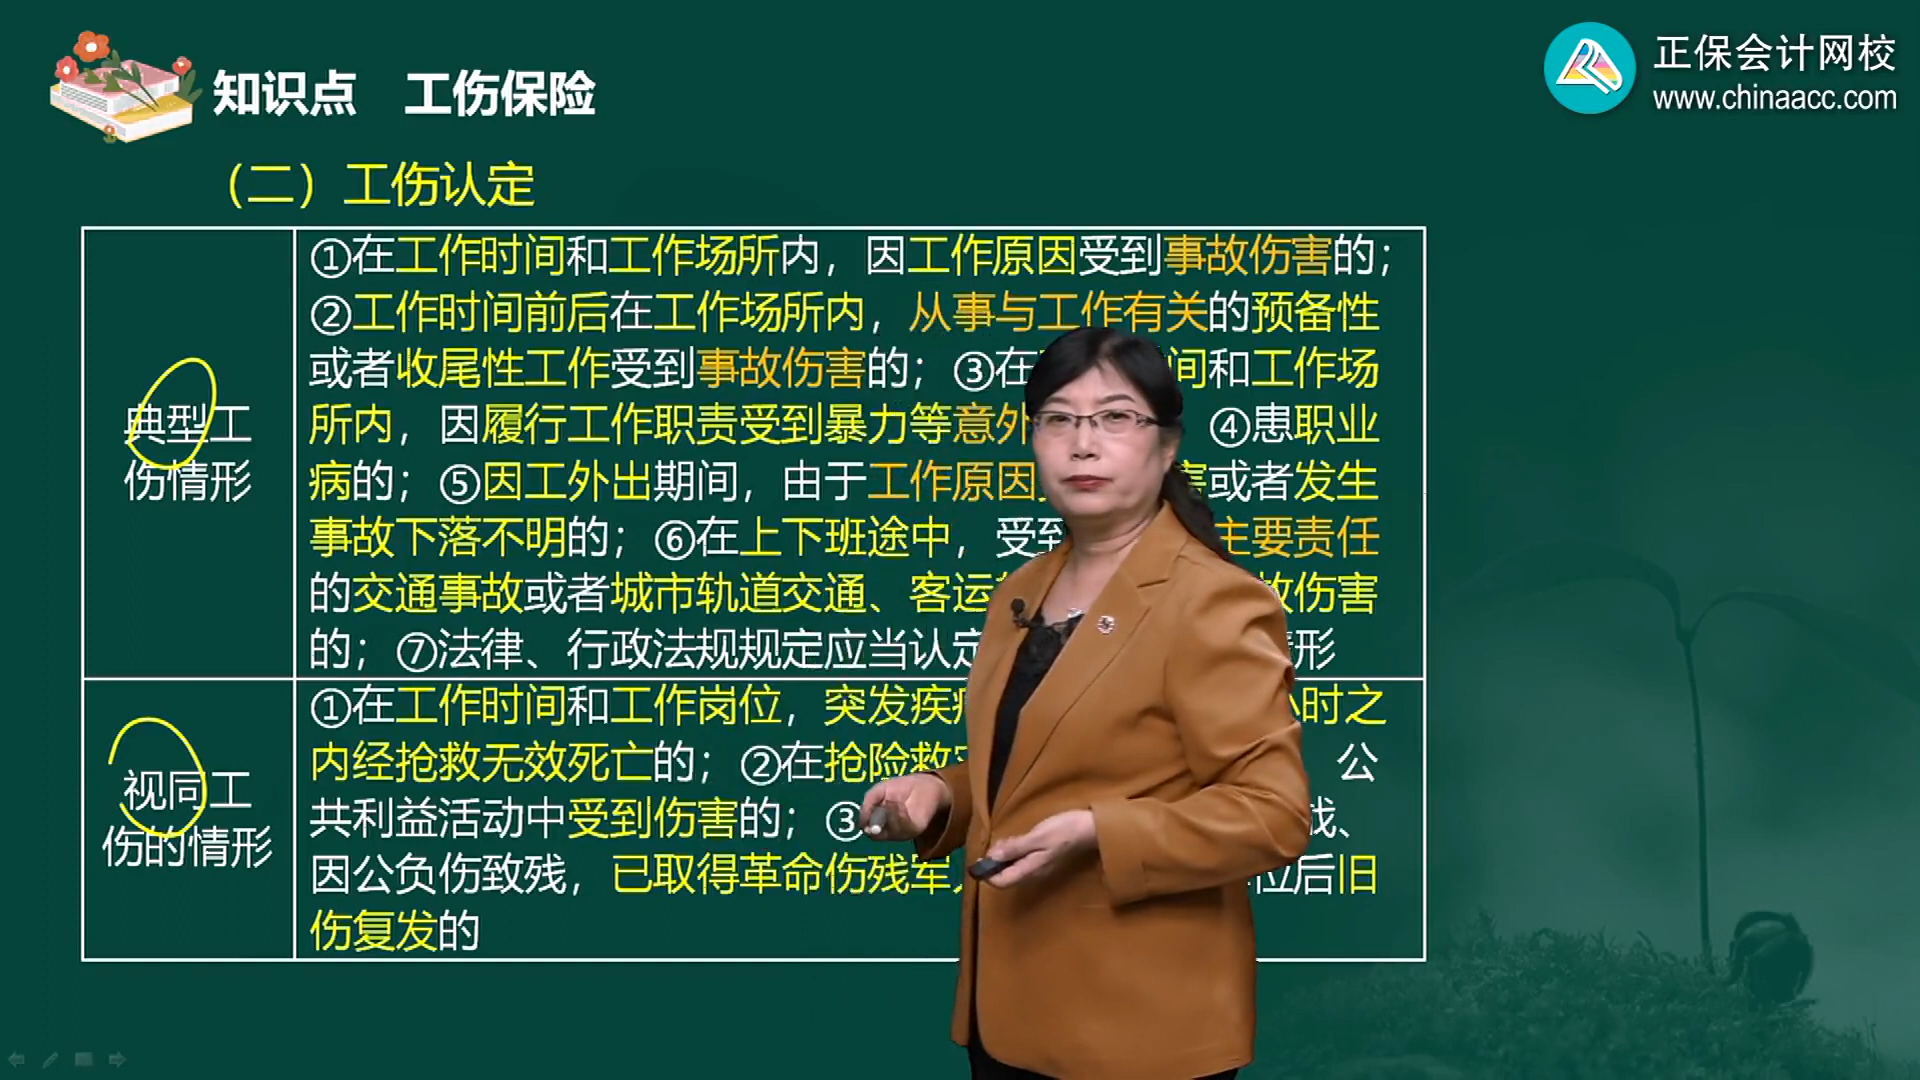 知识点 工伤保险
正保会计网校
www.chinaacc.com
（二）工伤认定
典型工
伤情形
①在工作时间和工作场所内，因工作原因受到事故伤害的；
②工作时间前后在工作场所内，从事与工作有关的预备性
或者收尾性工作受到事故伤害的；③在 间和工作场
所内，因履行工作职责受到暴力等意外 ④患职业
病的；⑤因工外出期间，由于工作原因 害或者发生
事故下落不明的；⑥在上下班途中，受到 主要责任
的交通事故或者城市轨道交通、客运 故伤害
的；⑦法律、行政法规规定应当认定 情形
视同工
伤的情形
①在工作时间和工作岗位，突发疾病 小时之
内经抢救无效死亡的；②在抢险救灾 公
共利益活动中受到伤害的；③ 战、
因公负伤致残，已取得革命伤残军人 位后旧
伤复发的